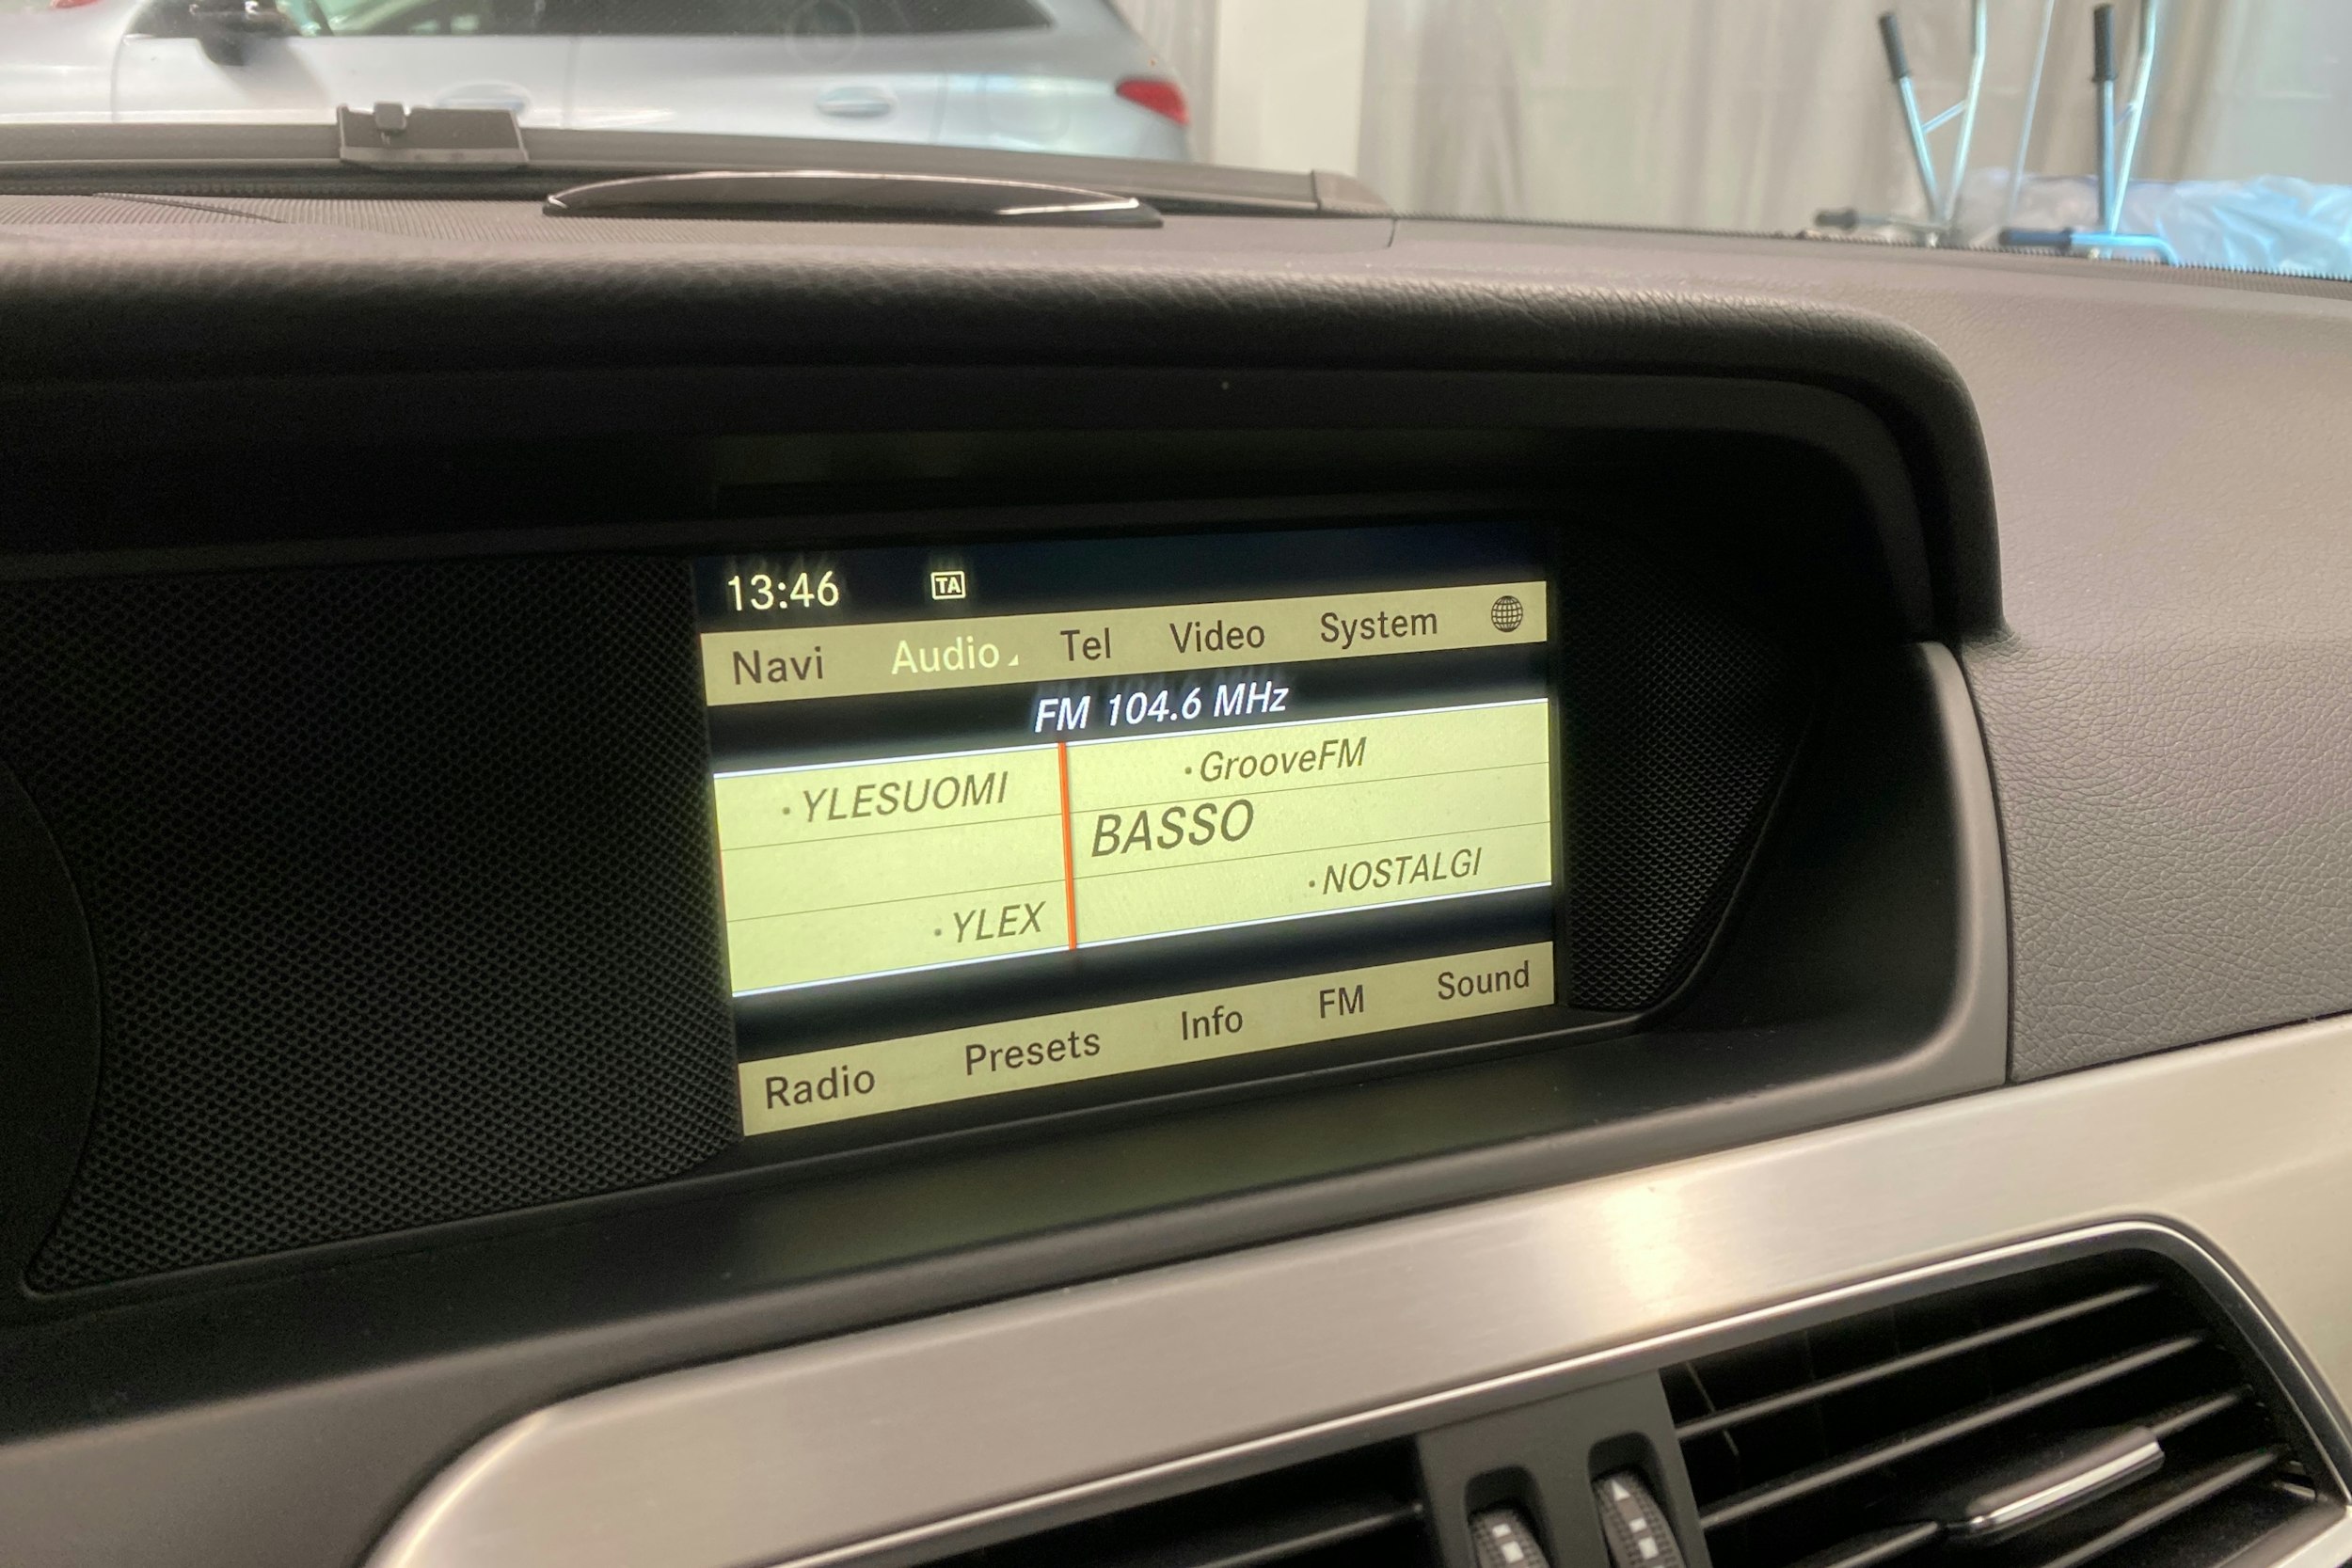 13:46 TA
Navi Audio Tel Video System
FM 104.6 MHz
YLESUOMI
GrooveFM
BASSO
YLEX
NOSTALGI
Radio Presets Info FM Sound